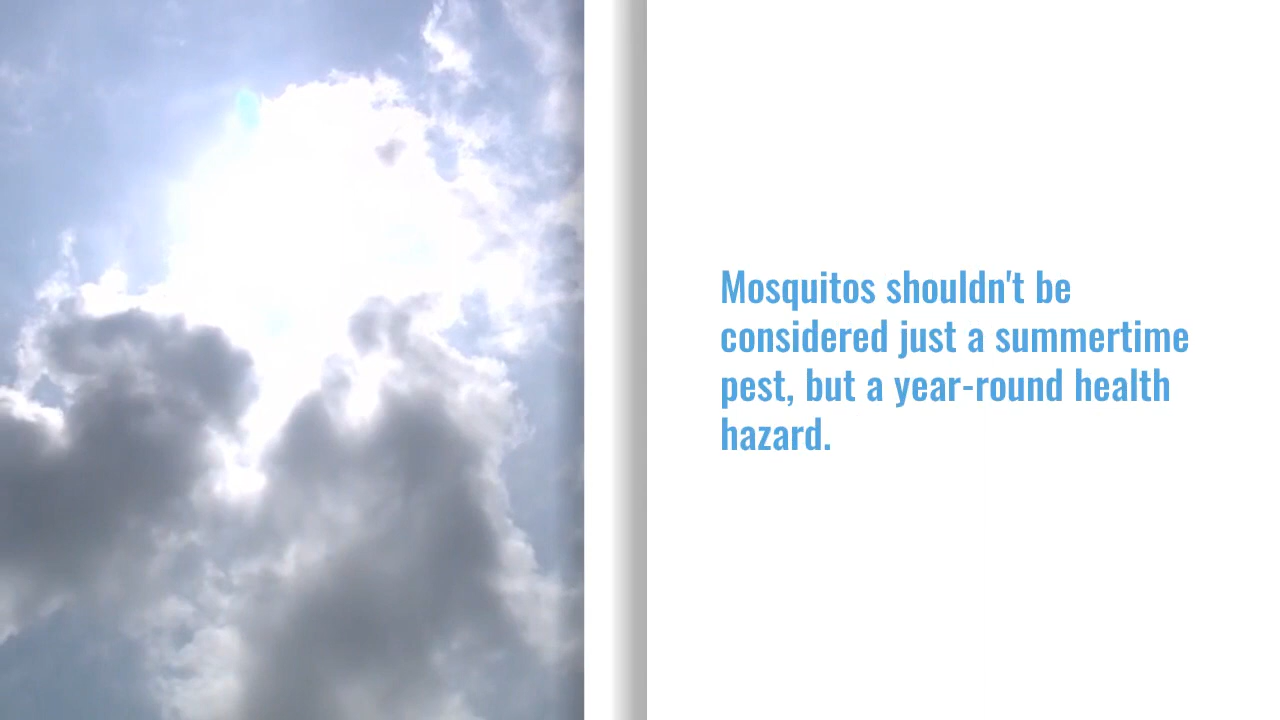 Mosquitos shouldn't be
considered just a summertime
pest, but a year-round health
hazard.